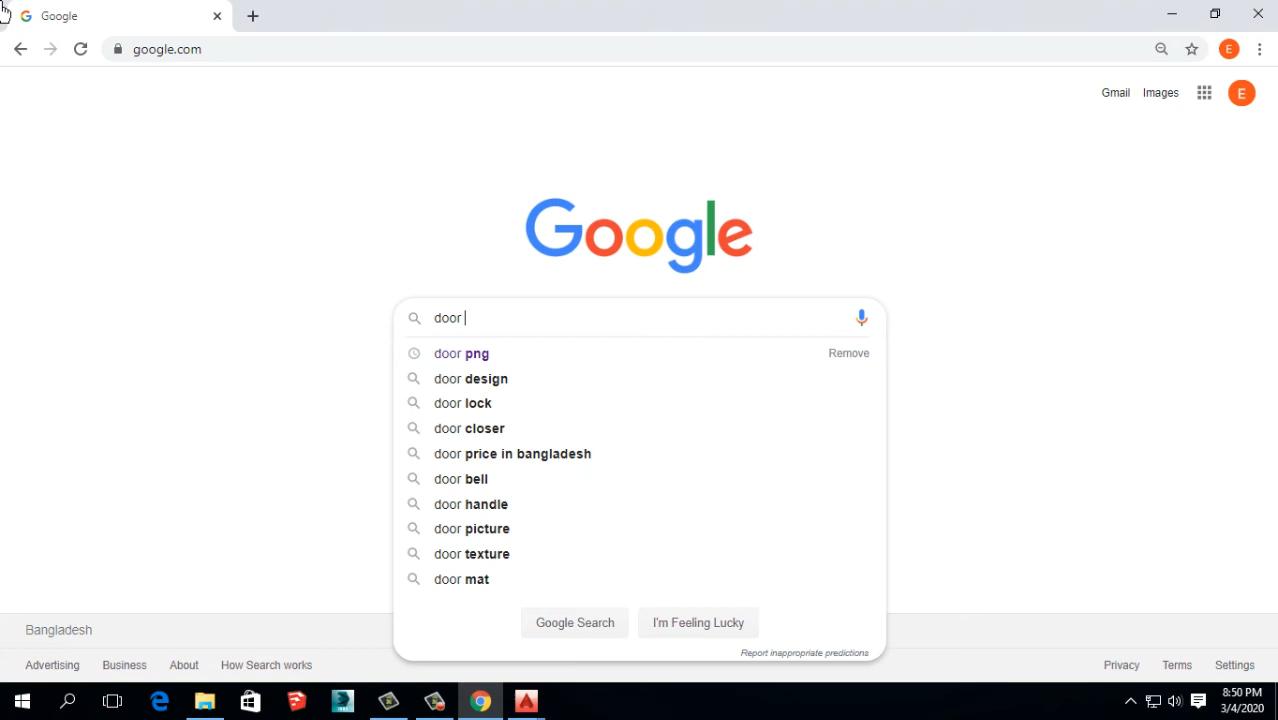 Google
google.com
E
Gmail Images E
Google
door
door png Remove
door design
door lock
door closer
door price in bangladesh
door bell
door handle
door picture
door texture
door mat
Google Search I'm Feeling Lucky
Report inappropriate predictions
Bangladesh
Advertising Business About How Search works Privacy Terms Settings
8:50 PM
3/4/2020